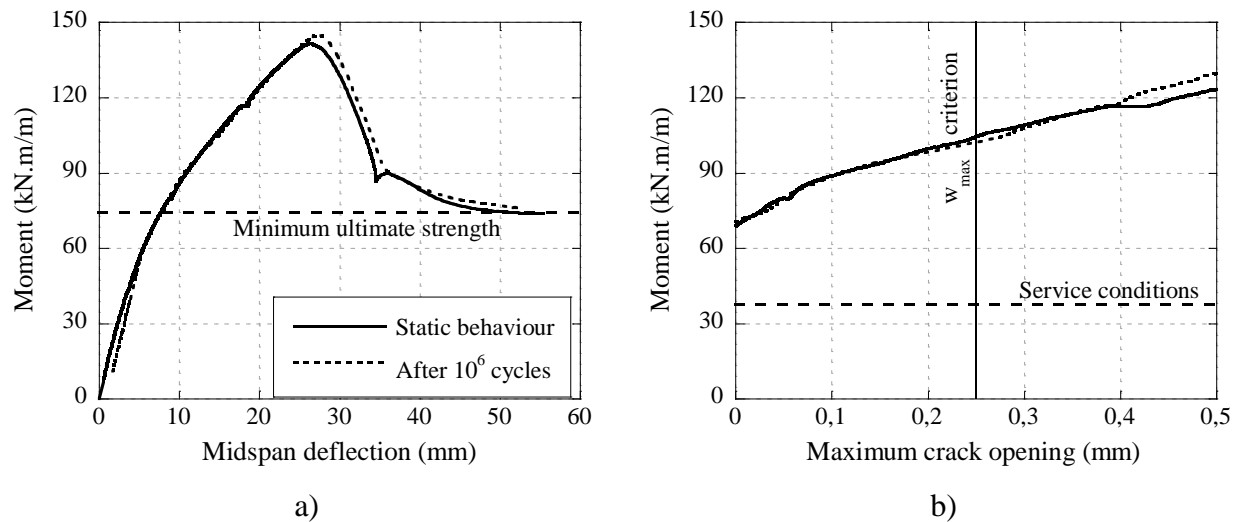 150
120
90
60
30
0
Moment (kN.m/m)
Minimum ultimate strength
Static behaviour
After 10⁶ cycles
0 10 20 30 40 50 60
Midspan deflection (mm)
a)
150
120
90
60
30
0
Moment (kN.m/m)
w_max criterion
Service conditions
0 0,1 0,2 0,3 0,4 0,5
Maximum crack opening (mm)
b)